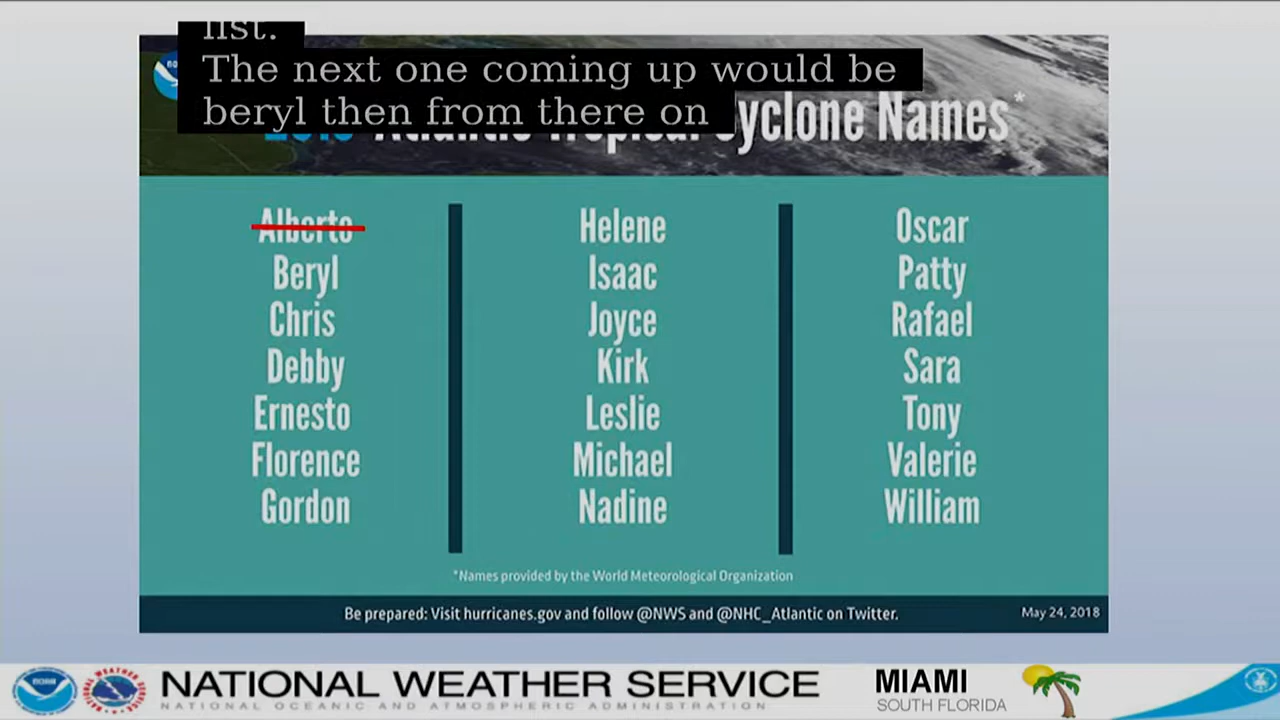 list.
The next one coming up would be
beryl then from there on
2018 Atlantic Tropical Cyclone Names*
Alberto
Beryl
Chris
Debby
Ernesto
Florence
Gordon
Helene
Isaac
Joyce
Kirk
Leslie
Michael
Nadine
Oscar
Patty
Rafael
Sara
Tony
Valerie
William
*Names provided by the World Meteorological Organization
Be prepared: Visit hurricanes.gov and follow @NWS and @NHC_Atlantic on Twitter.
May 24, 2018
NATIONAL WEATHER SERVICE
NATIONAL OCEANIC AND ATMOSPHERIC ADMINISTRATION
MIAMI
SOUTH FLORIDA